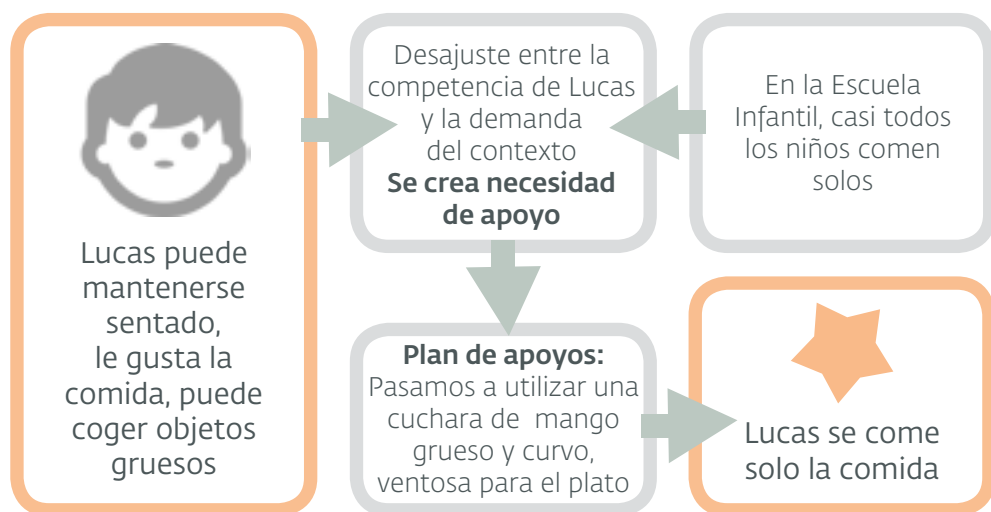 Lucas puede
mantenerse
sentado,
le gusta la
comida, puede
coger objetos
gruesos
Desajuste entre la
competencia de Lucas
y la demanda
del contexto
Se crea necesidad
de apoyo
En la Escuela
Infantil, casi todos
los niños comen
solos
Plan de apoyos:
Pasamos a utilizar una
cuchara de mango
grueso y curvo,
ventosa para el plato
Lucas se come
solo la comida